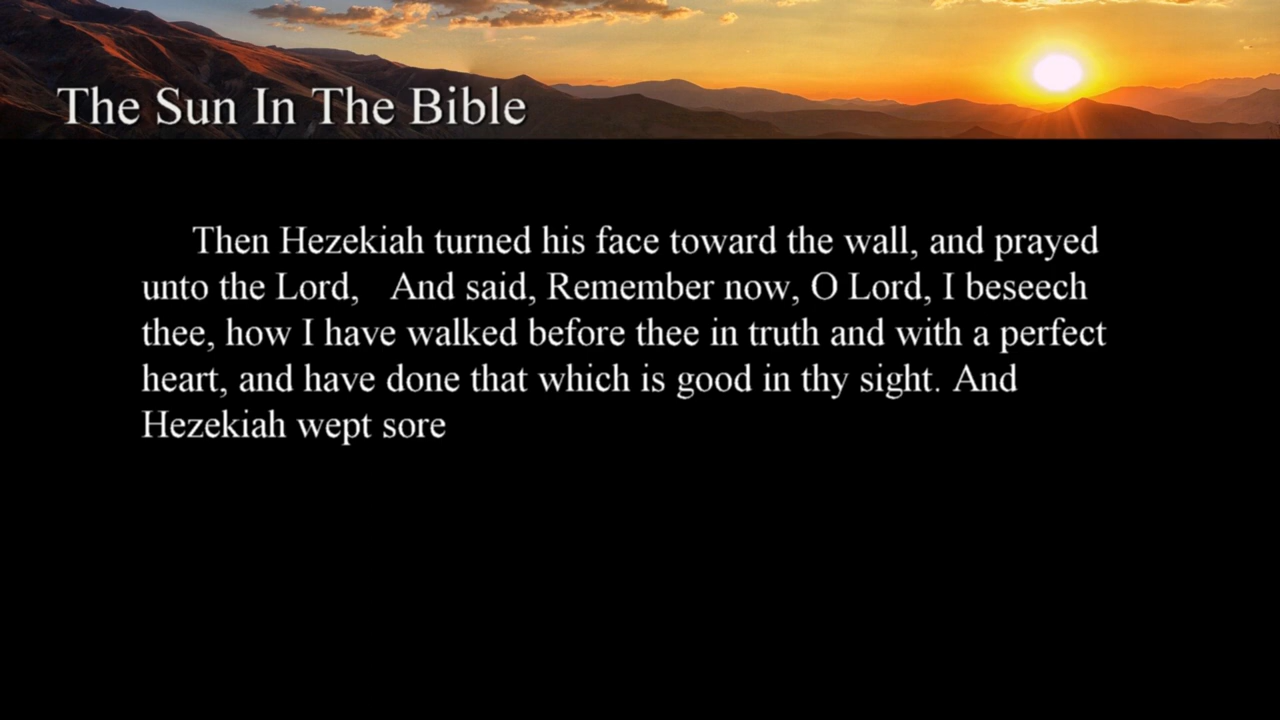 The Sun In The Bible
Then Hezekiah turned his face toward the wall, and prayed
unto the Lord, And said, Remember now, O Lord, I beseech
thee, how I have walked before thee in truth and with a perfect
heart, and have done that which is good in thy sight. And
Hezekiah wept sore